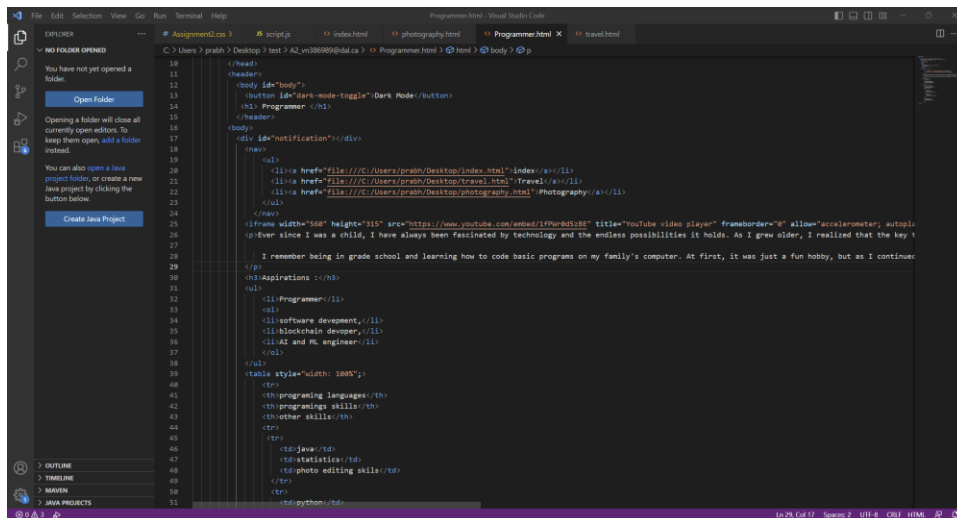 File Edit Selection View Go Run Terminal Help
Programmer.html - Visual Studio Code
EXPLORER
NO FOLDER OPENED
You have not yet opened a
folder.
Open Folder
Opening a folder will close all
currently open editors. To
keep them open, add a folder
instead.
You can also open a Java
project folder, or create a new
Java project by clicking the
button below.
Create Java Project
OUTLINE
TIMELINE
MAVEN
JAVA PROJECTS
# Assignment2.css 3 JS script.js <> index.html <> photography.html <> Programmer.html X <> travel.html
C: > Users > prabh > Desktop > test > A2_vn386989@dal.ca > <> Programmer.html > html > body > p
10 </head>
11 <header>
12 <body id="body">
13 <button id="dark-mode-toggle">Dark Mode</button>
14 <h1> Programmer </h1>
15 </header>
16 <body>
17 <div id="notification"></div>
18 <nav>
19 <ul>
20 <li><a href="file:///C:/Users/prabh/Desktop/index.html">index</a></li>
21 <li><a href="file:///C:/Users/prabh/Desktop/travel.html">Travel</a></li>
22 <li><a href="file:///C:/Users/prabh/Desktop/photography.html">Photography</a></li>
23 </ul>
24 </nav>
25 <iframe width="560" height="315" src= title="YouTube video player" frameborder="0" allow="accelerometer; autopla
26 <p>Ever since I was a child, I have always been fascinated by technology and the endless possibilities it holds. As I grew older, I realized that the key t
27
28 I remember being in grade school and learning how to code basic programs on my family's computer. At first, it was just a fun hobby, but as I continued
29 </p>
30 <h3>Aspirations :</h3>
31 <ul>
32 <li>Programmer</li>
33 <ol>
34 <li>software devepment,</li>
35 <li>blockchain devoper,</li>
36 <li>AI and ML engineer</li>
37 </ol>
38 </ul>
39 <table style="width: 100%";>
40 <tr>
41 <th>programing languages</th>
42 <th>programings skills</th>
43 <th>other skills</th>
44 <tr>
45 <tr>
46 <td>java</td>
47 <td>statistics</td>
48 <td>photo editing skils</td>
49 </tr>
50 <tr>
51 <td>python</td>
0 3
Ln 29, Col 17 Spaces: 2 UTF-8 CRLF HTML